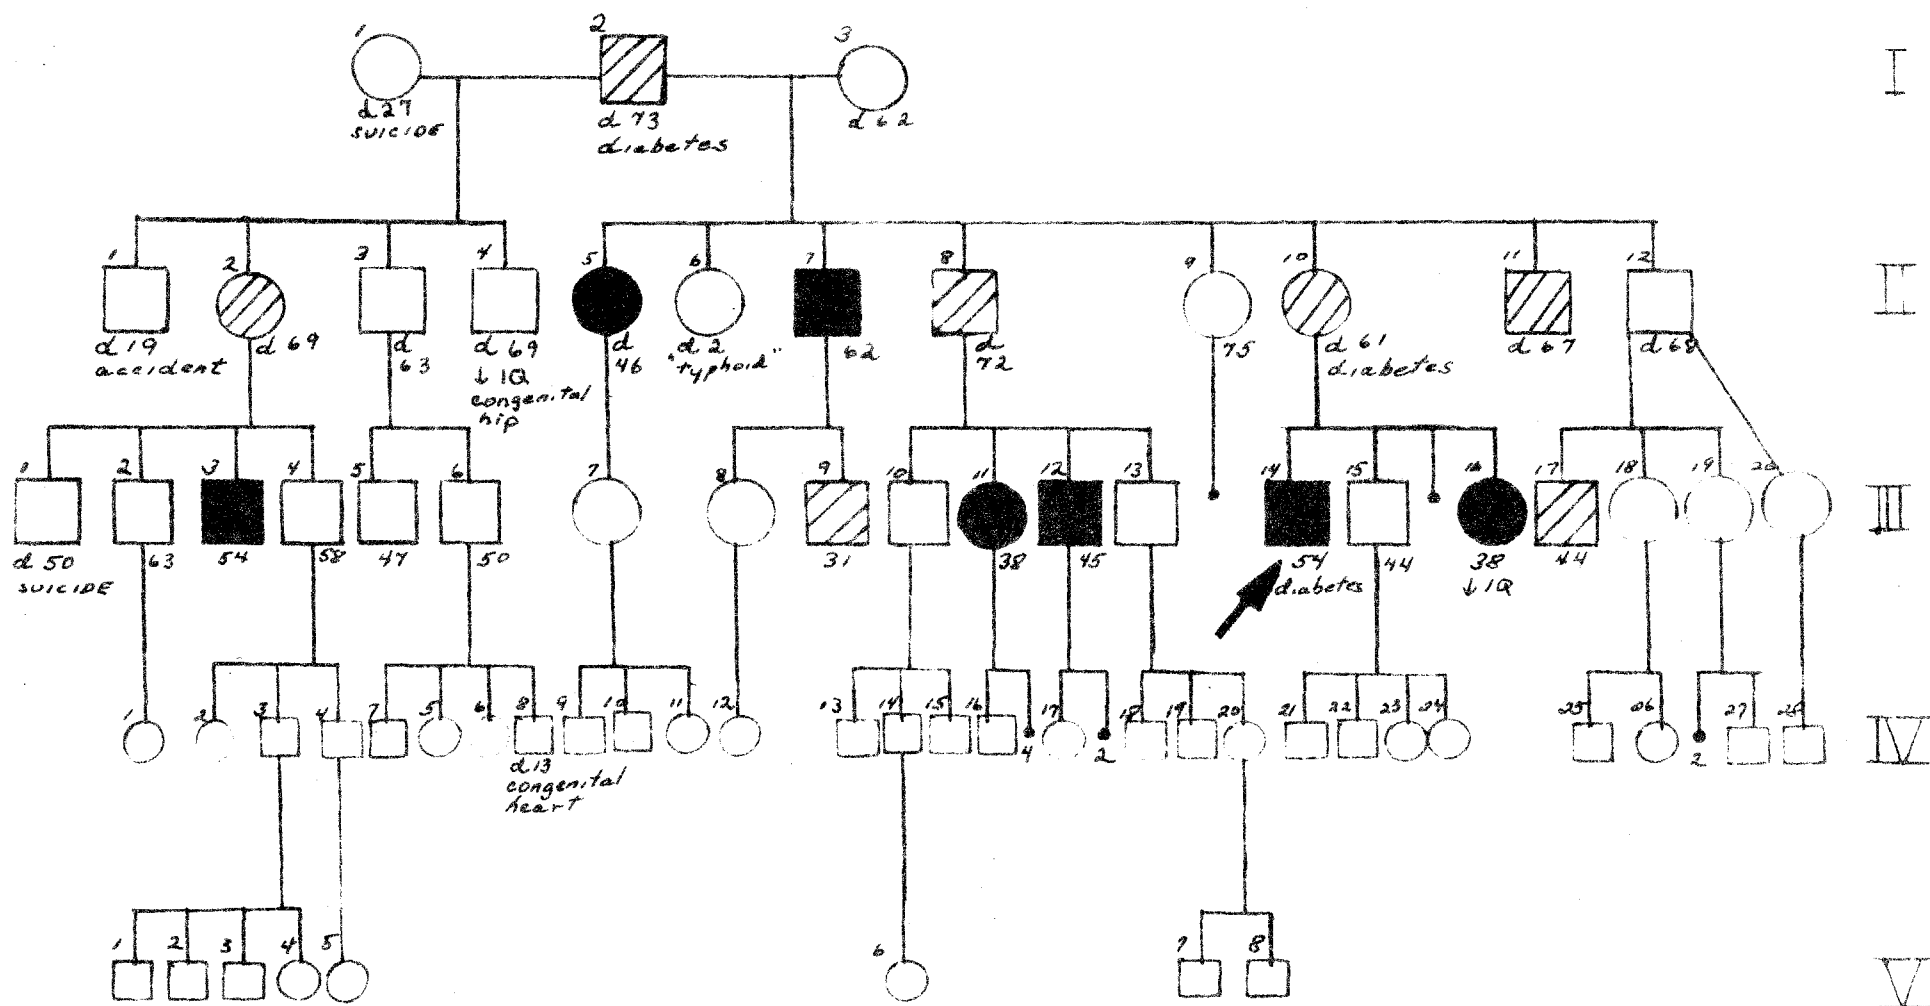 1 2 3 I
d 27 d 73 d 62
SUICIDE diabetes
1 2 3 4 5 6 7 8 9 10 11 12 II
d 19 d 69 d d 69 d d 2 62 d 75 d 61 d 67 d 68
accident 63 ↓ IQ 46 "typhoid" 72 diabetes
congenital
hip
1 2 3 4 5 6 7 8 9 10 11 12 13 14 15 16 17 18 19 20 III
d 50 63 54 58 47 50 31 38 45 54 44 38 44
SUICIDE diabetes ↓ IQ
1 2 3 4 7 5 6 8 9 10 11 12 13 14 15 16 17 18 19 20 21 22 23 24 25 26 27 28 IV
d 13 4 2 2
congenital
heart
1 2 3 4 5 6 7 8 V